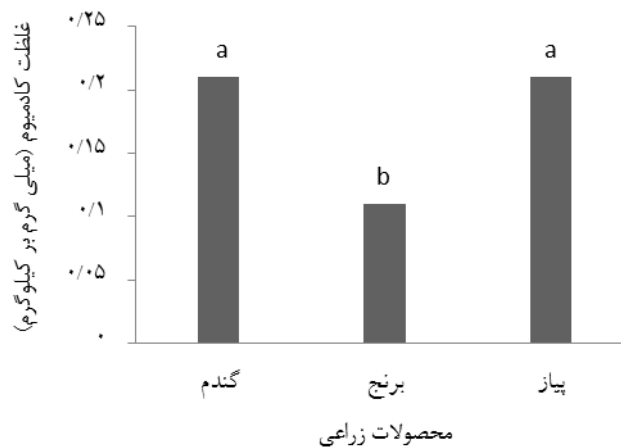 غلظت کادمیوم (میلی گرم بر کیلوگرم)
۰/۲۵
۰/۲
۰/۱۵
۰/۱
۰/۰۵
۰
a
b
a
گندم
برنج
پیاز
محصولات زراعی